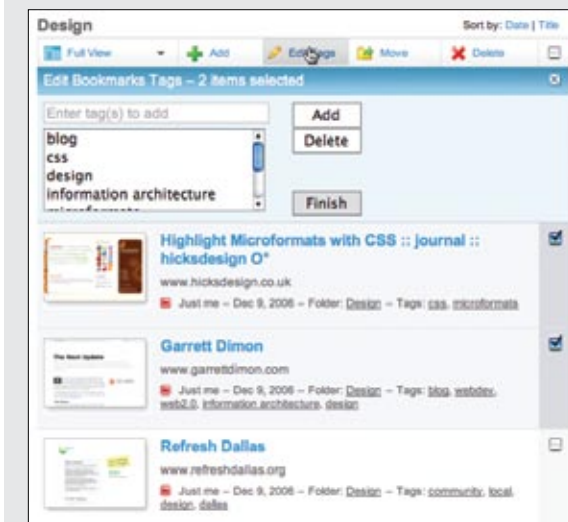 Design
Sort by: Date | Title
Full View Add Edit Tags Move Delete
Edit Bookmarks Tags – 2 items selected
Enter tag(s) to add
Add
blog
Delete
css
design
information architecture
microformats
Finish
Highlight Microformats with CSS :: journal ::
hicksdesign O°
www.hicksdesign.co.uk
Just me – Dec 9, 2006 – Folder: Design – Tags: css, microformats
The Next Update
Garrett Dimon
www.garrettdimon.com
Just me – Dec 9, 2006 – Folder: Design – Tags: blog, webdev,
web2.0, information architecture, design
Refresh Dallas
www.refreshdallas.org
Just me – Dec 9, 2006 – Folder: Design – Tags: community, local,
design, dallas